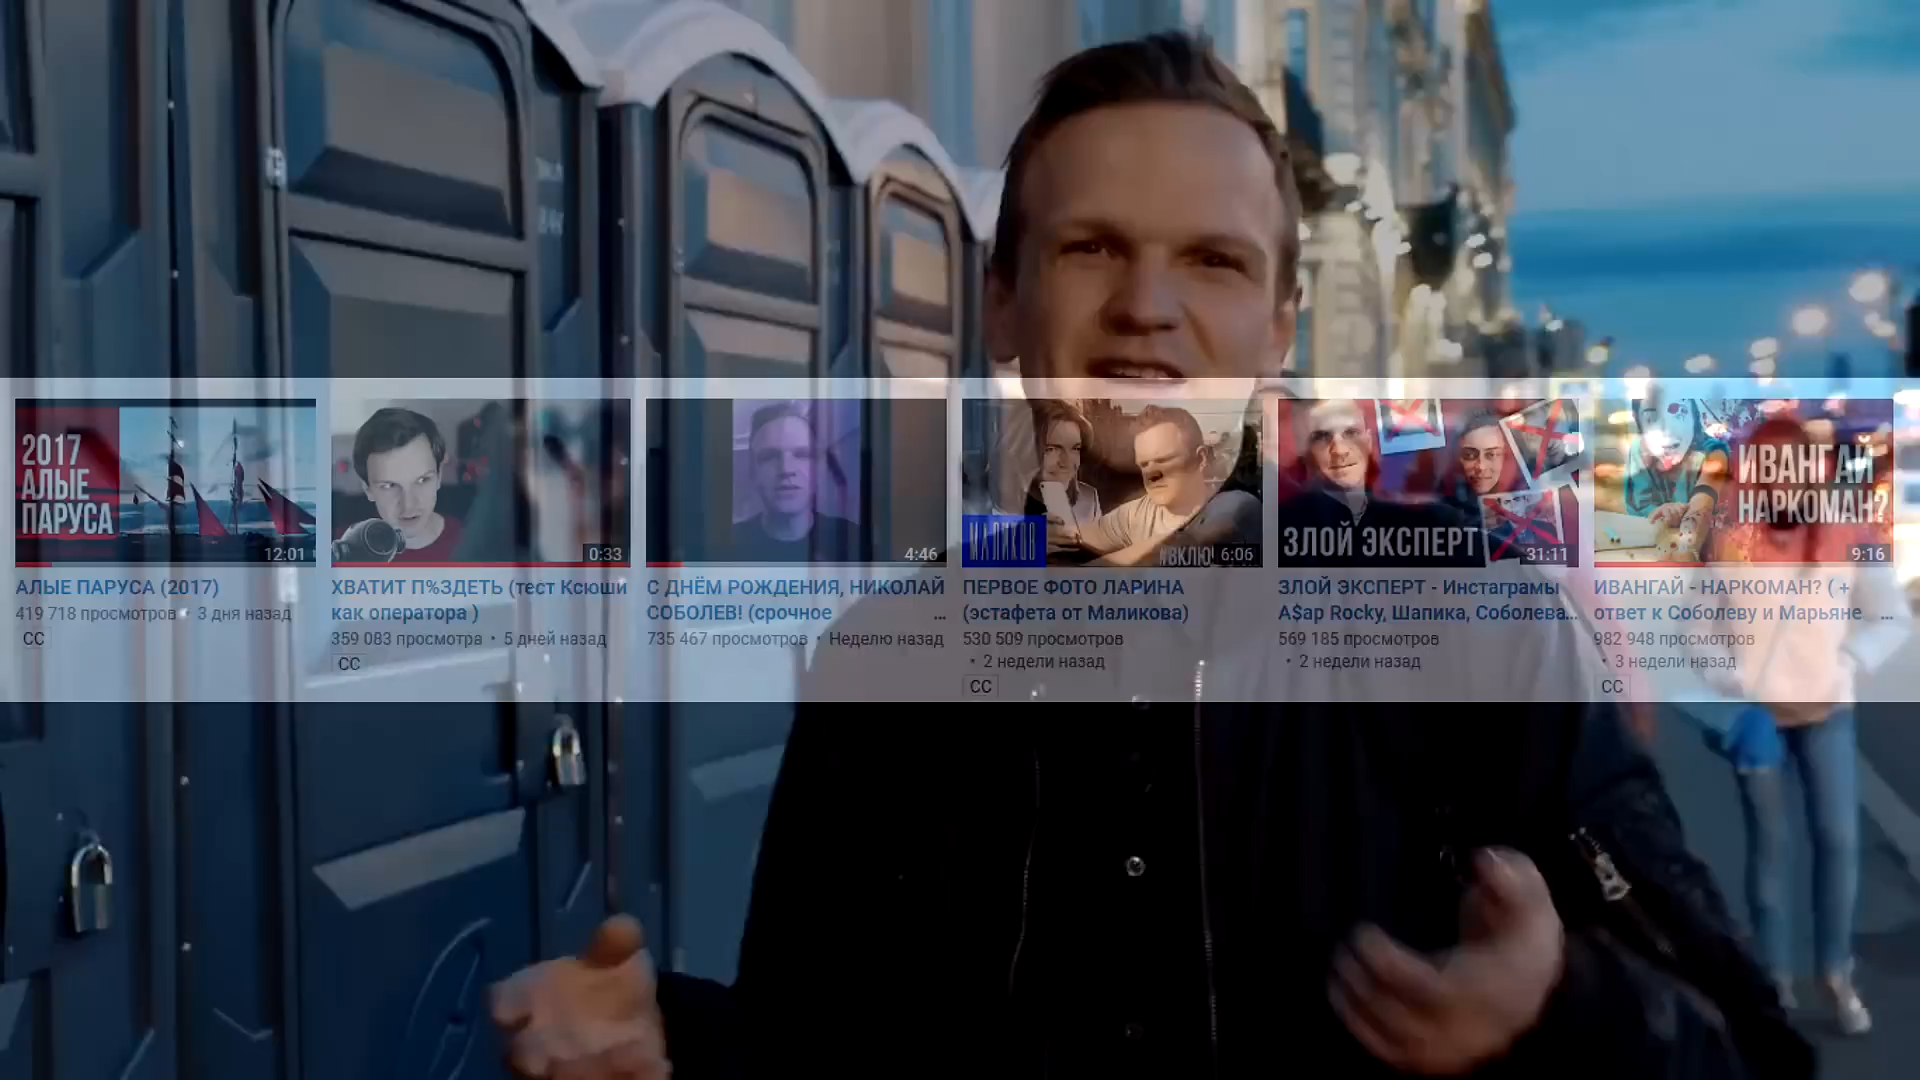 2017
АЛЫЕ
ПАРУСА
12:01
АЛЫЕ ПАРУСА (2017)
419 718 просмотров • 3 дня назад
CC
0:33
ХВАТИТ П%ЗДЕТЬ (тест Ксюши
как оператора )
359 083 просмотра • 5 дней назад
CC
4:46
С ДНЁМ РОЖДЕНИЯ, НИКОЛАЙ
СОБОЛЕВ! (срочное ...
735 467 просмотров • Неделю назад
МАЛИКОВ
#ВКЛЮ
6:06
ПЕРВОЕ ФОТО ЛАРИНА
(эстафета от Маликова)
530 509 просмотров
• 2 недели назад
CC
ЗЛОЙ ЭКСПЕРТ
31:11
ЗЛОЙ ЭКСПЕРТ - Инстаграмы
A$ap Rocky, Шапика, Соболева...
569 185 просмотров
• 2 недели назад
ИВАНГАЙ
НАРКОМАН?
9:16
ИВАНГАЙ - НАРКОМАН? ( +
ответ к Соболеву и Марьяне ...
982 948 просмотров
• 3 недели назад
CC